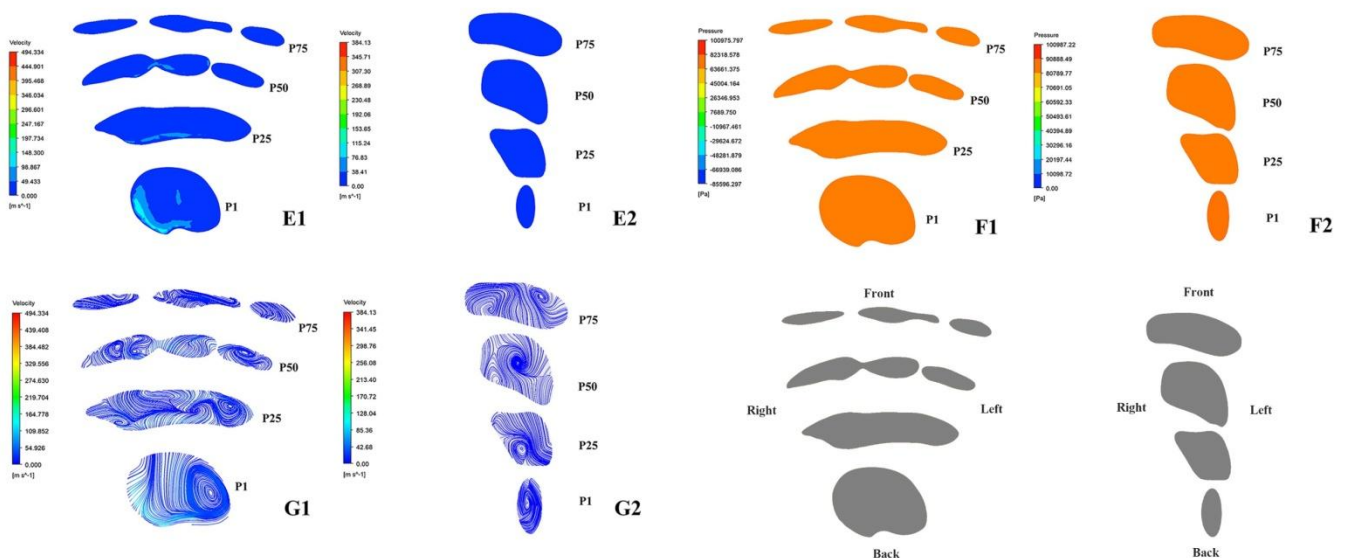 Velocity
494.334
444.901
395.468
346.034
296.601
247.167
197.734
148.300
98.867
49.433
0.000
[m s^-1]
P75
P50
P25
P1
E1
Velocity
384.13
345.71
307.30
268.89
230.48
192.06
153.65
115.24
76.83
38.41
0.00
[m s^-1]
P75
P50
P25
P1
E2
Pressure
100975.797
82318.578
63661.375
45004.164
26346.953
7689.750
-10967.461
-29624.672
-48281.879
-66939.086
-85596.297
[Pa]
P75
P50
P25
P1
F1
Pressure
100987.22
90888.49
80789.77
70691.05
60592.33
50493.61
40394.89
30296.16
20197.44
10098.72
0.00
[Pa]
P75
P50
P25
P1
F2
Velocity
494.334
439.408
384.482
329.556
274.630
219.704
164.778
109.852
54.926
0.000
[m s^-1]
P75
P50
P25
P1
G1
Velocity
384.13
341.45
298.76
256.08
213.40
170.72
128.04
85.36
42.68
0.00
[m s^-1]
P75
P50
P25
P1
G2
Front
Right
Left
Back
Front
Right
Left
Back